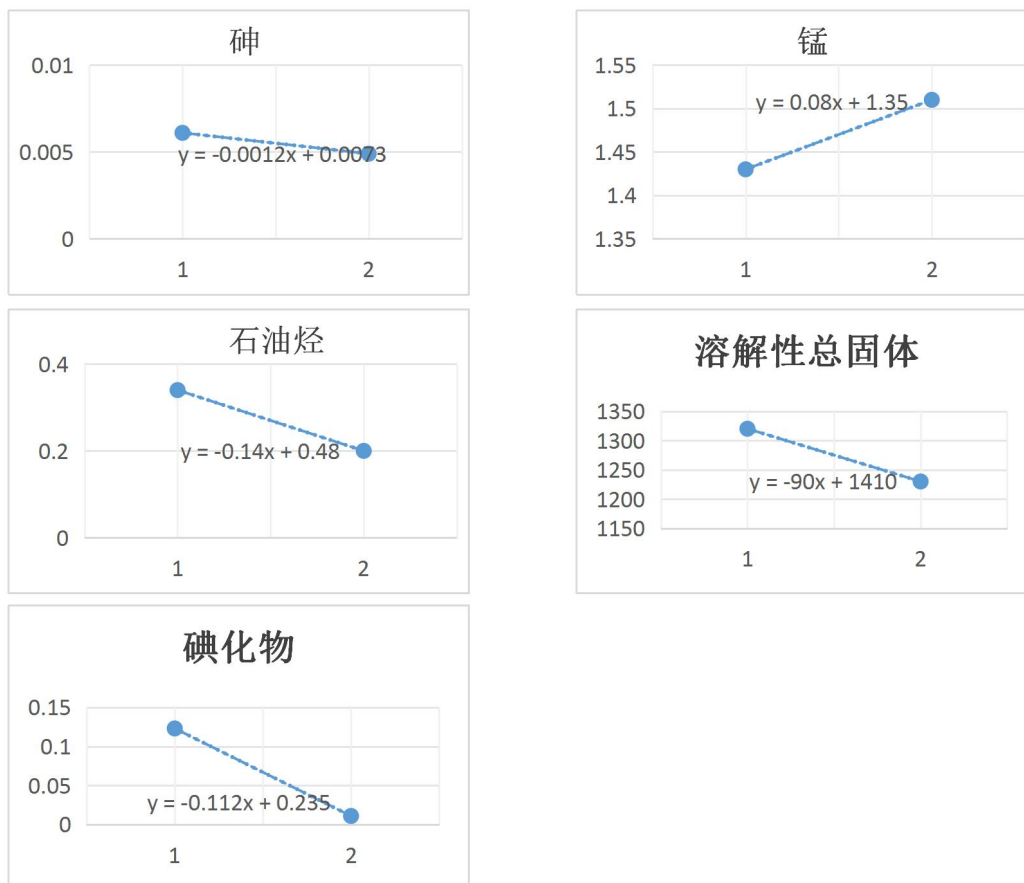 砷
0.01
0.005
0
y = -0.0012x + 0.0073
1 2
锰
1.55
1.5
1.45
1.4
1.35
y = 0.08x + 1.35
1 2
石油烃
0.4
0.2
0
y = -0.14x + 0.48
1 2
溶解性总固体
1350
1300
1250
1200
1150
y = -90x + 1410
1 2
碘化物
0.15
0.1
0.05
0
y = -0.112x + 0.235
1 2